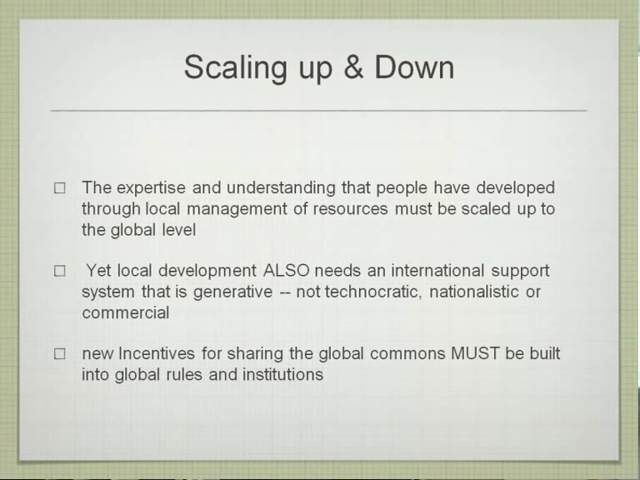 Scaling up & Down
The expertise and understanding that people have developed
through local management of resources must be scaled up to
the global level
Yet local development ALSO needs an international support
system that is generative -- not technocratic, nationalistic or
commercial
new Incentives for sharing the global commons MUST be built
into global rules and institutions